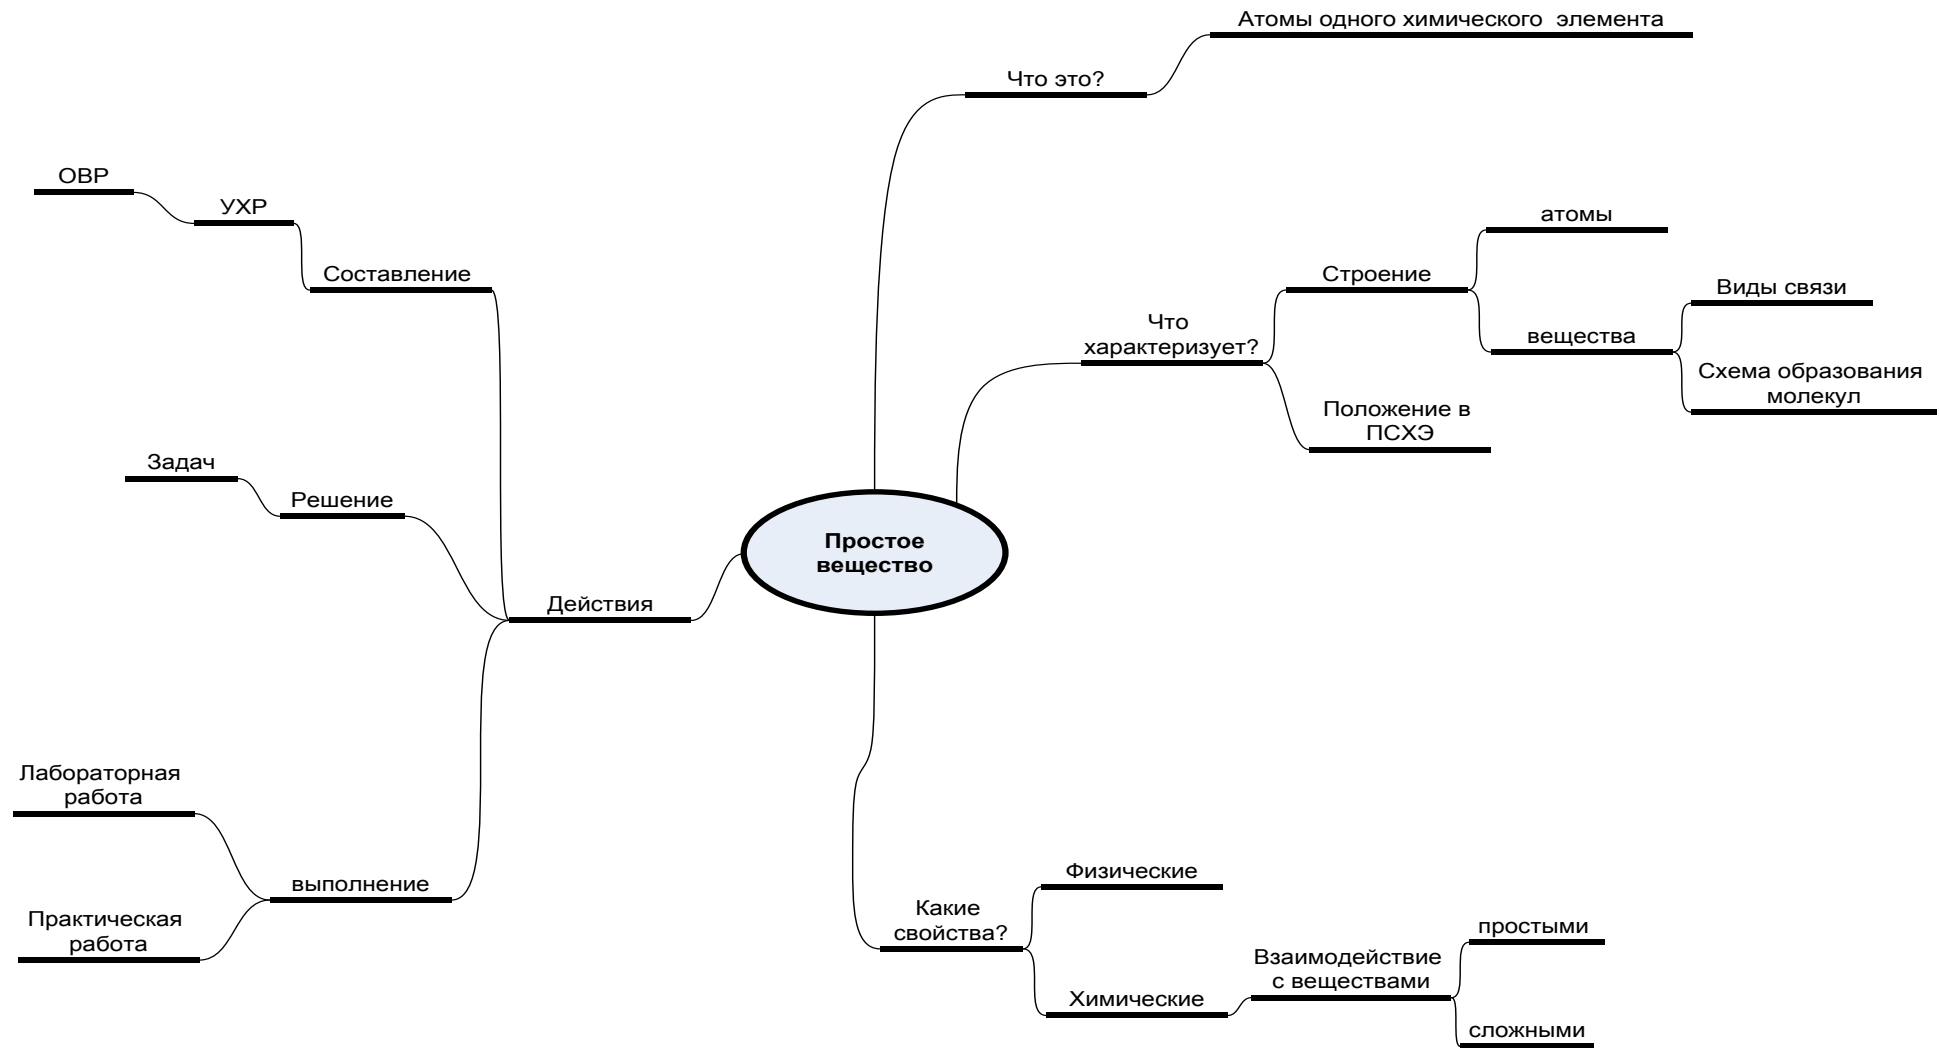 Атомы одного химического элемента
Что это?
ОВР
УХР
Составление
атомы
Строение
Виды связи
Что
характеризует?
вещества
Схема образования
молекул
Положение в
ПСХЭ
Задач
Решение
Простое
вещество
Действия
Лабораторная
работа
выполнение
Практическая
работа
Физические
Какие
свойства?
простыми
Взаимодействие
с веществами
Химические
сложными